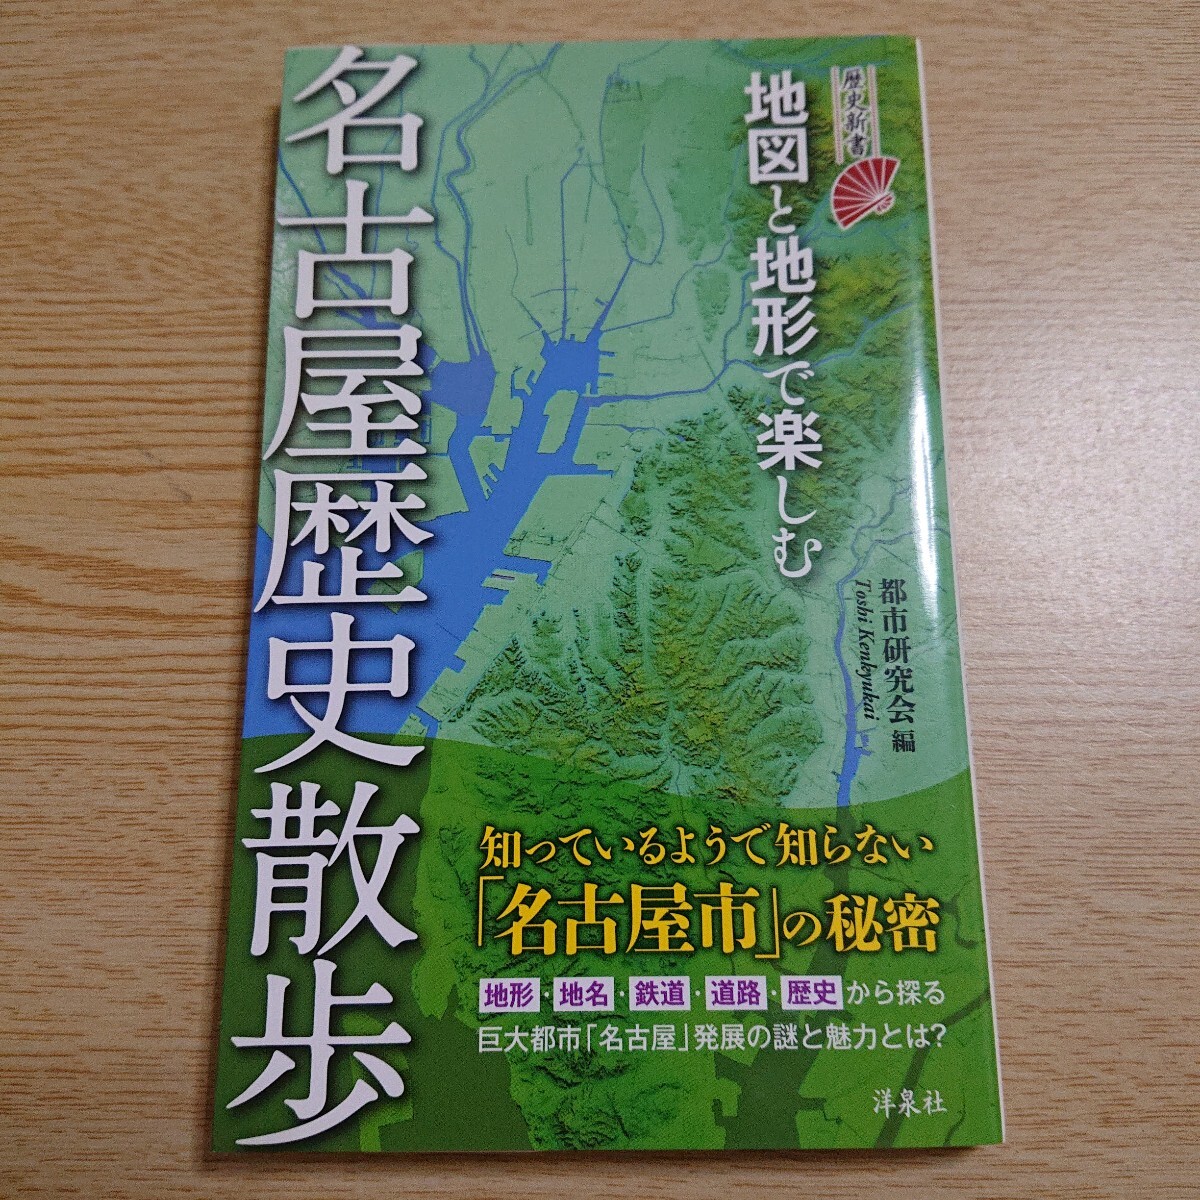 歴史新書
地図と地形で楽しむ
名古屋歴史散歩
都市研究会 編
Toshi Kenkyukai
知っているようで知らない
「名古屋市」の秘密
地形・地名・鉄道・道路・歴史から探る
巨大都市「名古屋」発展の謎と魅力とは?
洋泉社